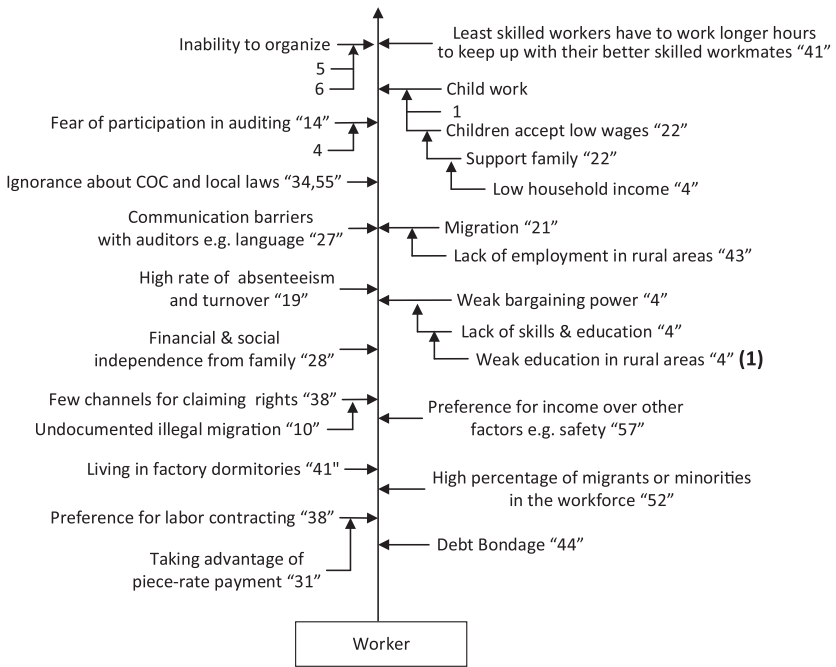 Inability to organize
5
6
Fear of participation in auditing “14”
4
Ignorance about COC and local laws “34,55”
Communication barriers
with auditors e.g. language “27”
High rate of absenteeism
and turnover “19”
Financial & social
independence from family “28”
Few channels for claiming rights “38”
Undocumented illegal migration “10”
Living in factory dormitories “41"
Preference for labor contracting “38”
Taking advantage of
piece-rate payment “31”
Least skilled workers have to work longer hours
to keep up with their better skilled workmates “41”
Child work
1
Children accept low wages “22”
Support family “22”
Low household income “4”
Migration “21”
Lack of employment in rural areas “43”
Weak bargaining power “4”
Lack of skills & education “4”
Weak education in rural areas “4” (1)
Preference for income over other
factors e.g. safety “57”
High percentage of migrants or minorities
in the workforce “52”
Debt Bondage “44”
Worker